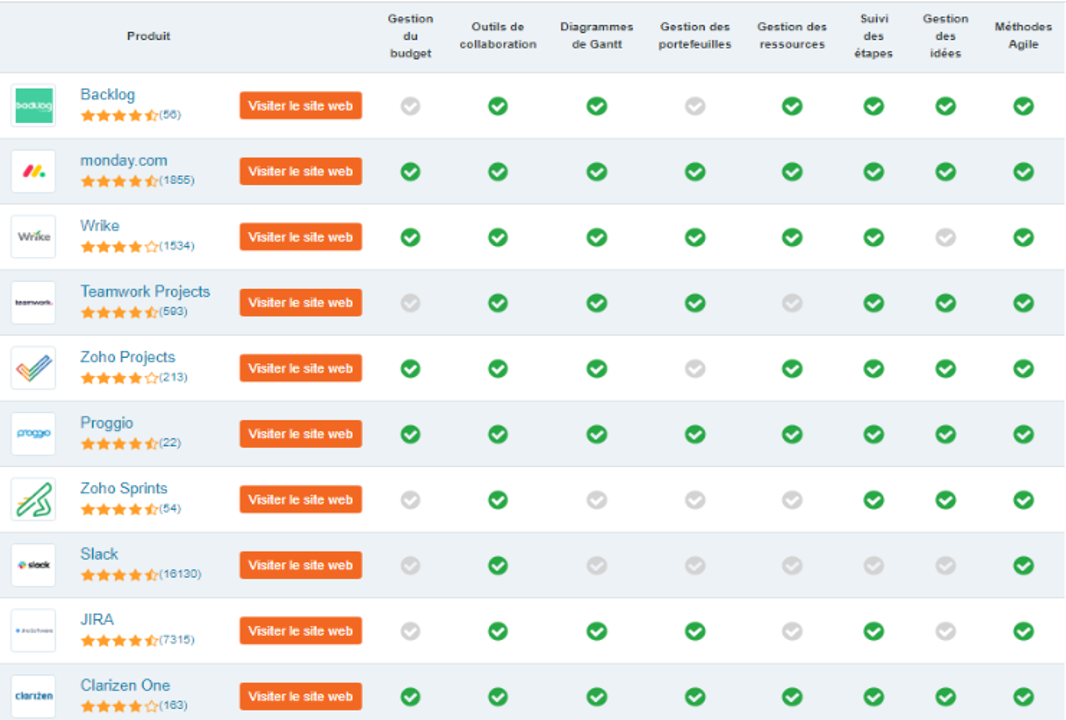 Produit
Gestion
du
budget
Outils de
collaboration
Diagrammes
de Gantt
Gestion des
portefeuilles
Gestion des
ressources
Suivi
des
étapes
Gestion
des
idées
Méthodes
Agile
backlog
Backlog
(56)
Visiter le site web
monday.com
(1855)
Visiter le site web
Wrike
Wrike
(1534)
Visiter le site web
teamwork.
Teamwork Projects
(593)
Visiter le site web
Zoho Projects
(213)
Visiter le site web
proggio
Proggio
(22)
Visiter le site web
Zoho Sprints
(54)
Visiter le site web
slack
Slack
(16130)
Visiter le site web
JIRA
(7315)
Visiter le site web
clarizen
Clarizen One
(163)
Visiter le site web